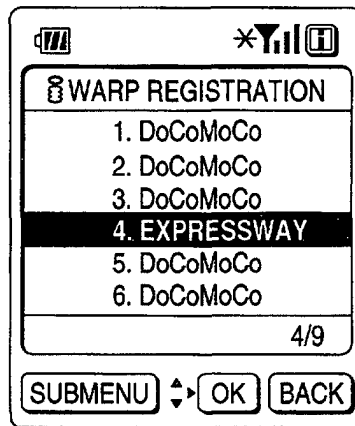 WARP REGISTRATION
1. DoCoMoCo
2. DoCoMoCo
3. DoCoMoCo
4. EXPRESSWAY
5. DoCoMoCo
6. DoCoMoCo
4/9
SUBMENU OK BACK